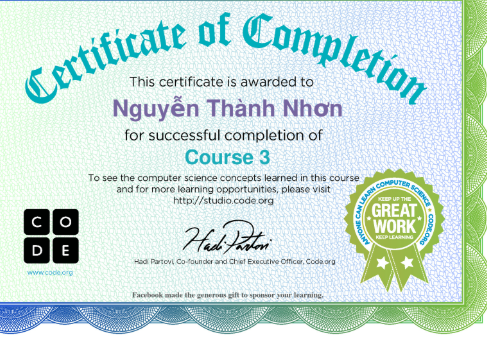 Certificate of Completion
This certificate is awarded to
Nguyễn Thành Nhơn
for successful completion of
Course 3
To see the computer science concepts learned in this course
and for more learning opportunities, please visit
http://studio.code.org
C O
D E
www.code.org
Hadi Partovi
Hadi Partovi, Co-founder and Chief Executive Officer, Code.org
ANYONE CAN LEARN COMPUTER SCIENCE • CODE.ORG
KEEP UP THE
GREAT
WORK
KEEP LEARNING
Facebook made the generous gift to sponsor your learning.